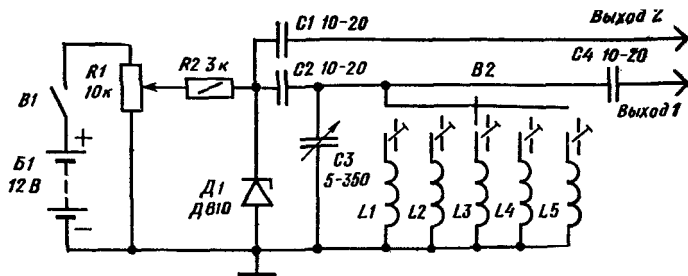 C1 10-20
Выход 2
R1
10к
R2 3к
C2 10-20
B2
C4 10-20
Выход 1
B1
+
Б1
12 В
-
Д1
Д810
C3
5-350
L1
L2
L3
L4
L5